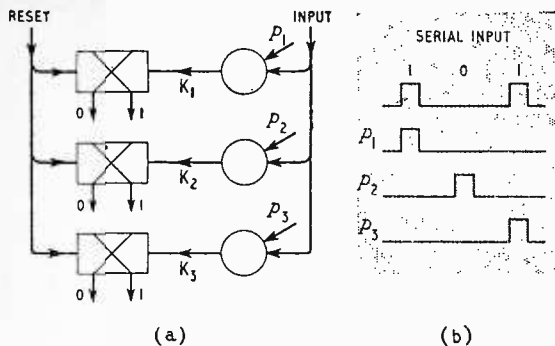 RESET INPUT
p1
K1
0 1
p2
K2
0 1
p3
K3
0 1
(a)
SERIAL INPUT
1 0 1
p1
p2
p3
(b)